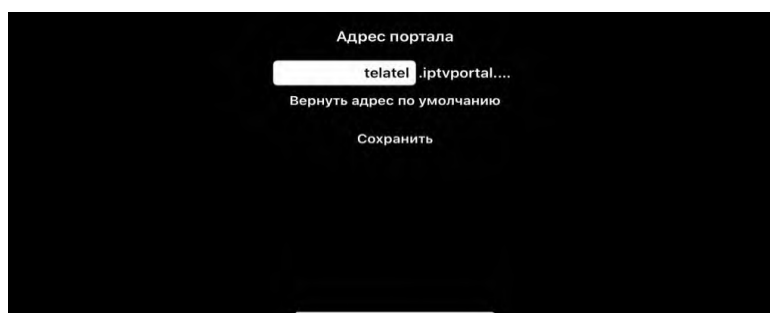 Адрес портала
telatel .iptvportal....
Вернуть адрес по умолчанию
Сохранить